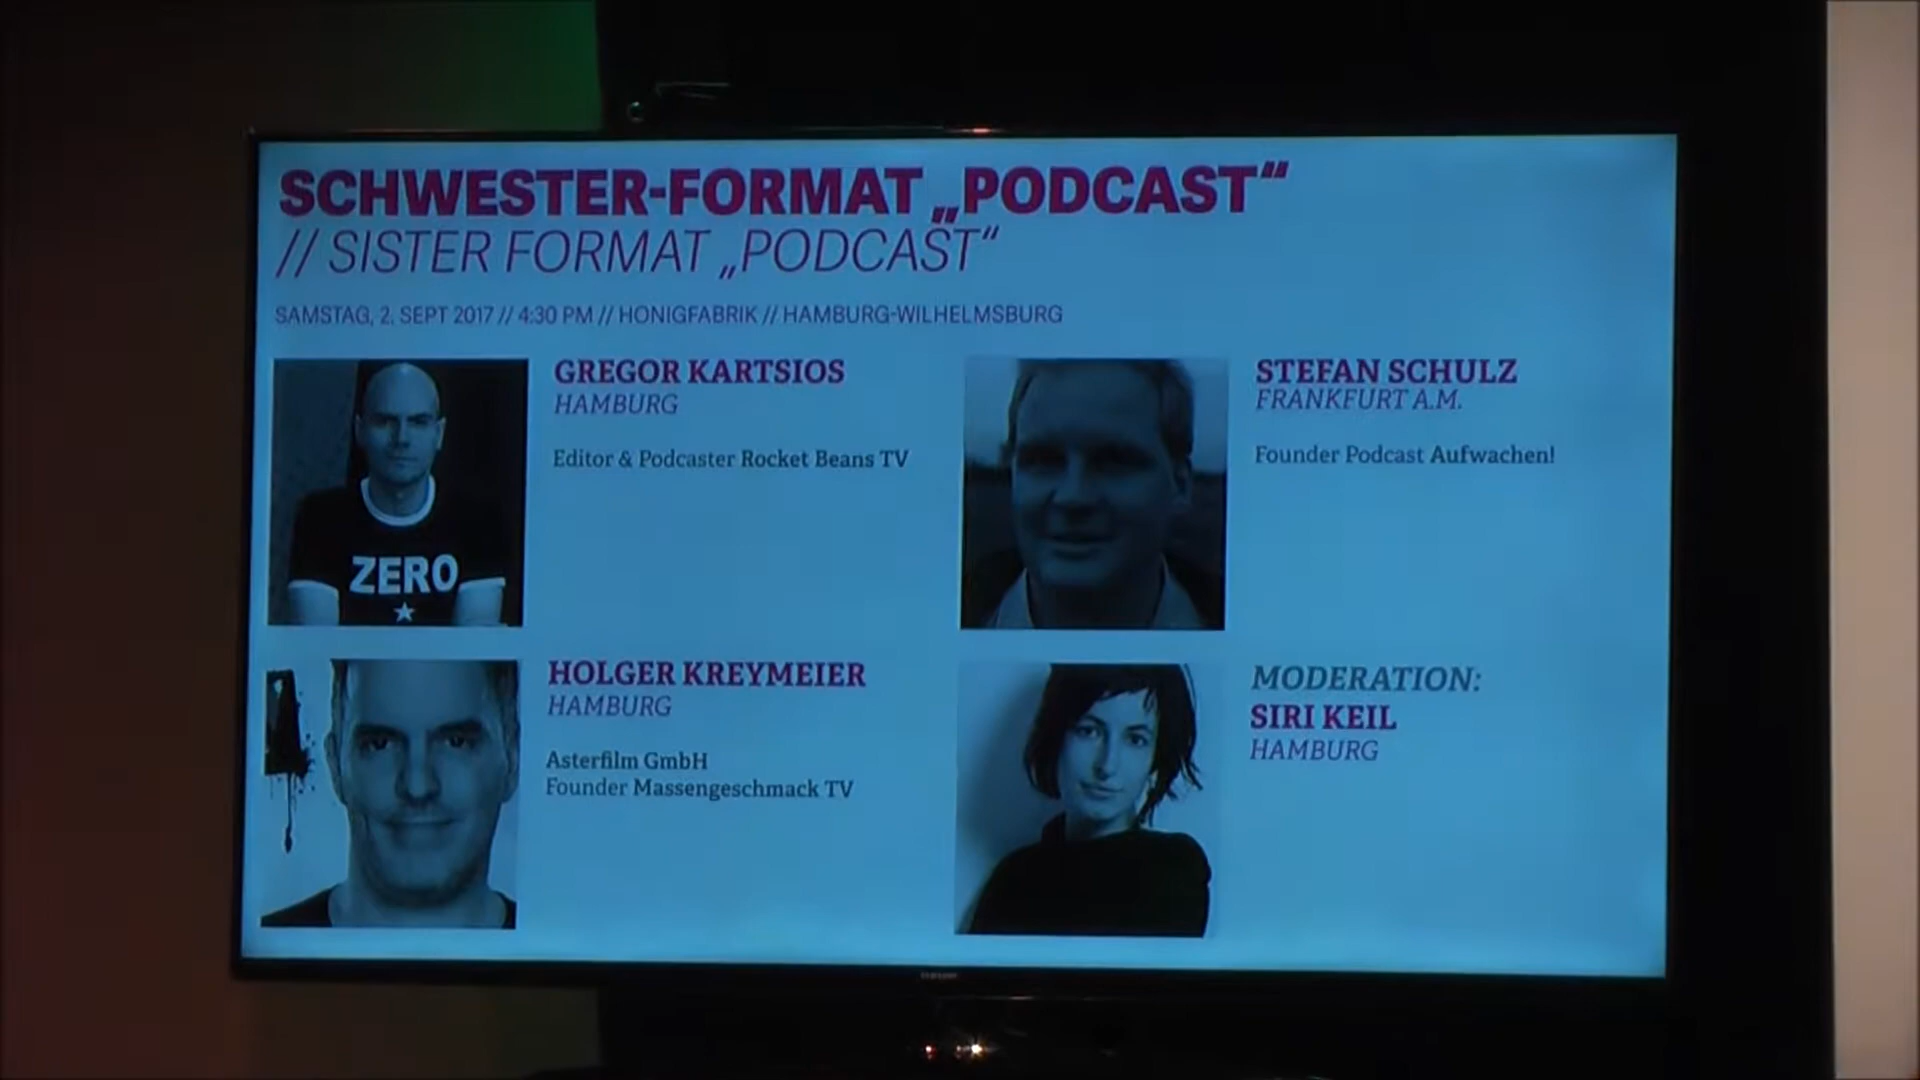 SCHWESTER-FORMAT „PODCAST“
// SISTER FORMAT „PODCAST“
SAMSTAG, 2. SEPT 2017 // 4:30 PM // HONIGFABRIK // HAMBURG-WILHELMSBURG
GREGOR KARTSIOS
HAMBURG
Editor & Podcaster Rocket Beans TV
ZERO
STEFAN SCHULZ
FRANKFURT A.M.
Founder Podcast Aufwachen!
HOLGER KREYMEIER
HAMBURG
Asterfilm GmbH
Founder Massengeschmack TV
MODERATION:
SIRI KEIL
HAMBURG